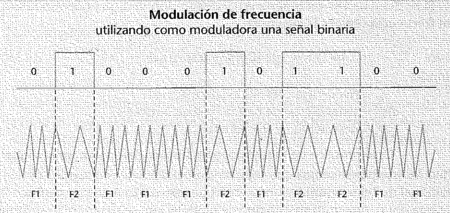 Modulación de frecuencia
utilizando como moduladora una señal binaria
0 1 0 0 0 1 0 1 1 0 0
F1 F2 F1 F1 F1 F2 F1 F2 F2 F1 F1